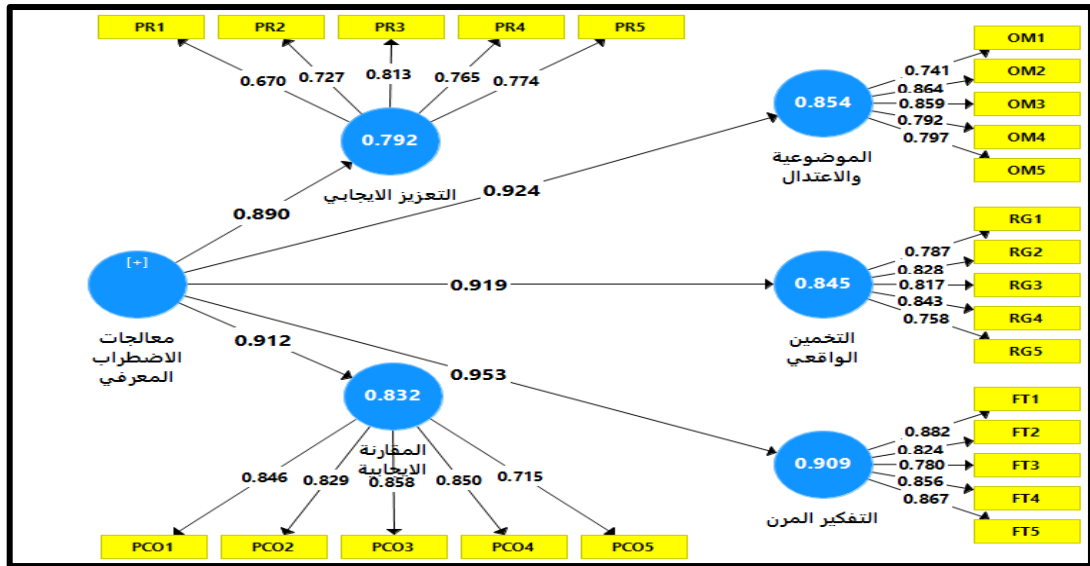 PR1 PR2 PR3 PR4 PR5
0.670 0.727 0.813 0.765 0.774
0.792
التعزيز الايجابي
0.890
OM1
OM2
OM3
OM4
OM5
0.741
0.864
0.859
0.792
0.797
0.854
الموضوعية
والاعتدال
0.924
[+]
معالجات
الاضطراب
المعرفي
0.919
RG1
RG2
RG3
RG4
RG5
0.787
0.828
0.817
0.843
0.758
0.845
التخمين
الواقعي
0.912
0.953
0.832
المقارنة
الايجابية
0.846 0.829 0.858 0.850 0.715
PCO1 PCO2 PCO3 PCO4 PCO5
FT1
FT2
FT3
FT4
FT5
0.882
0.824
0.780
0.856
0.867
0.909
التفكير المرن